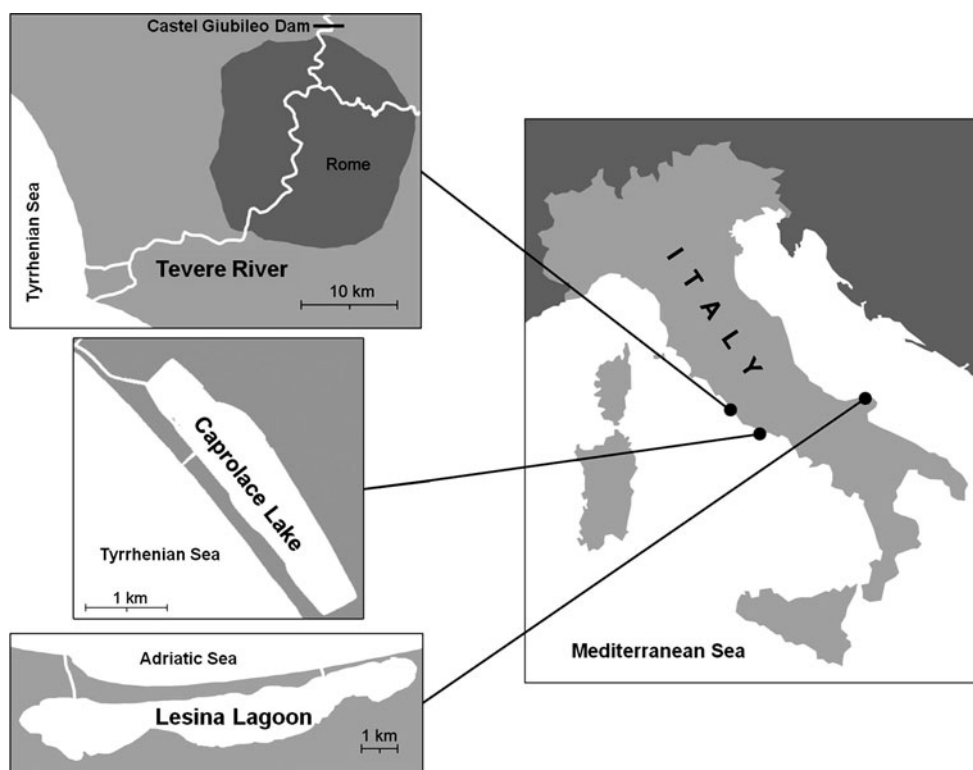 Castel Giubileo Dam
Rome
Tyrrhenian Sea
Tevere River
10 km
Caprolace Lake
Tyrrhenian Sea
1 km
Adriatic Sea
Lesina Lagoon
1 km
ITALY
Mediterranean Sea